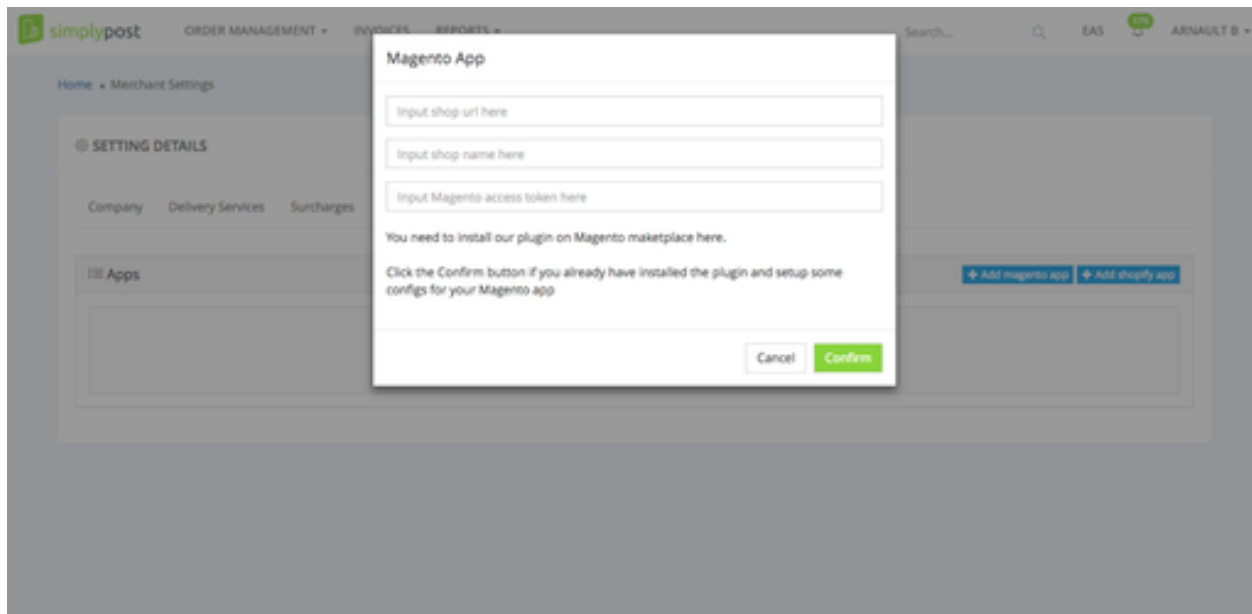 simplypost ORDER MANAGEMENT INVOICES REPORTS Search... EAS 175 ARNAULT B
Home • Merchant Settings
SETTING DETAILS
Company Delivery Services Surcharges
Apps
+ Add magento app + Add shopify app
Magento App
Input shop url here
Input shop name here
Input Magento access token here
You need to install our plugin on Magento maketplace here.
Click the Confirm button if you already have installed the plugin and setup some
configs for your Magento app
Cancel Confirm